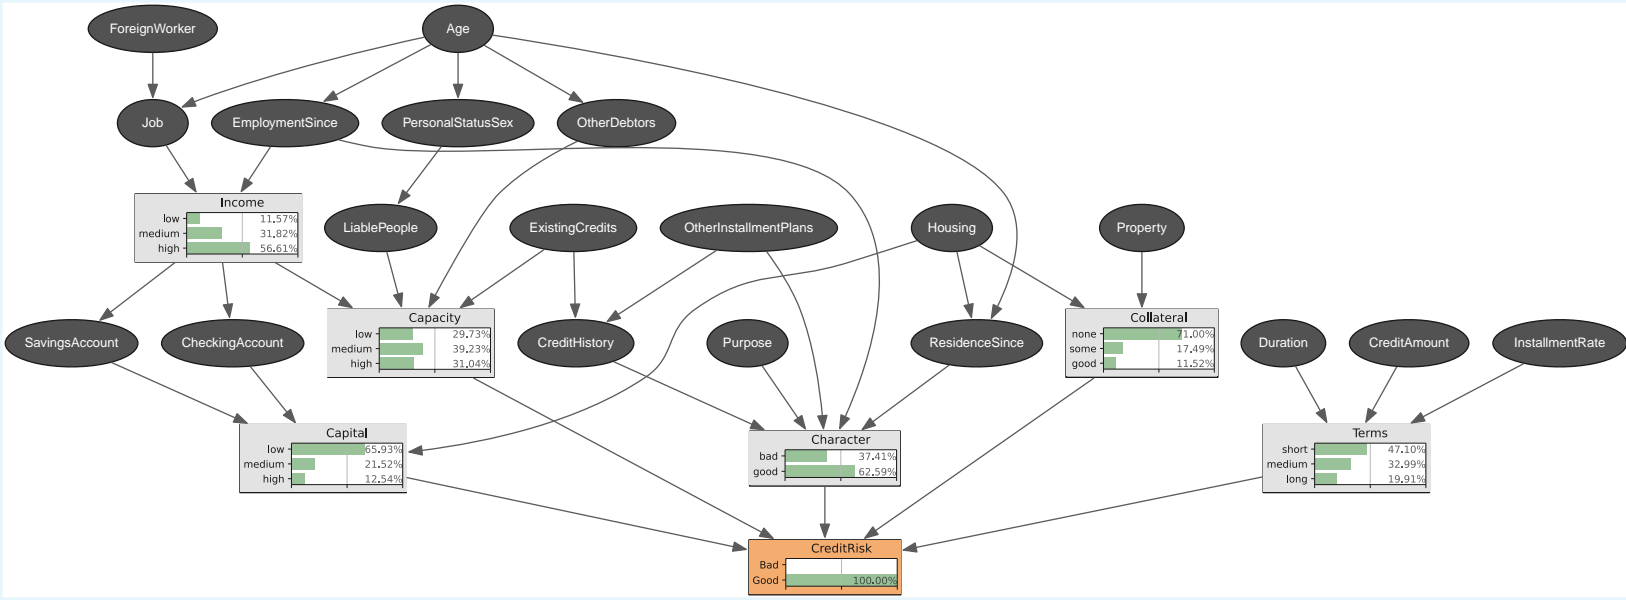 ForeignWorker
Age
Job
EmploymentSince
PersonalStatusSex
OtherDebtors
Income
low 11.57%
medium 31.82%
high 56.61%
LiablePeople
ExistingCredits
OtherInstallmentPlans
Housing
Property
SavingsAccount
CheckingAccount
Capacity
low 29.73%
medium 39.23%
high 31.04%
CreditHistory
Purpose
ResidenceSince
Collateral
none 71.00%
some 17.49%
good 11.52%
Duration
CreditAmount
InstallmentRate
Capital
low 65.93%
medium 21.52%
high 12.54%
Character
bad 37.41%
good 62.59%
Terms
short 47.10%
medium 32.99%
long 19.91%
CreditRisk
Bad
Good 100.00%